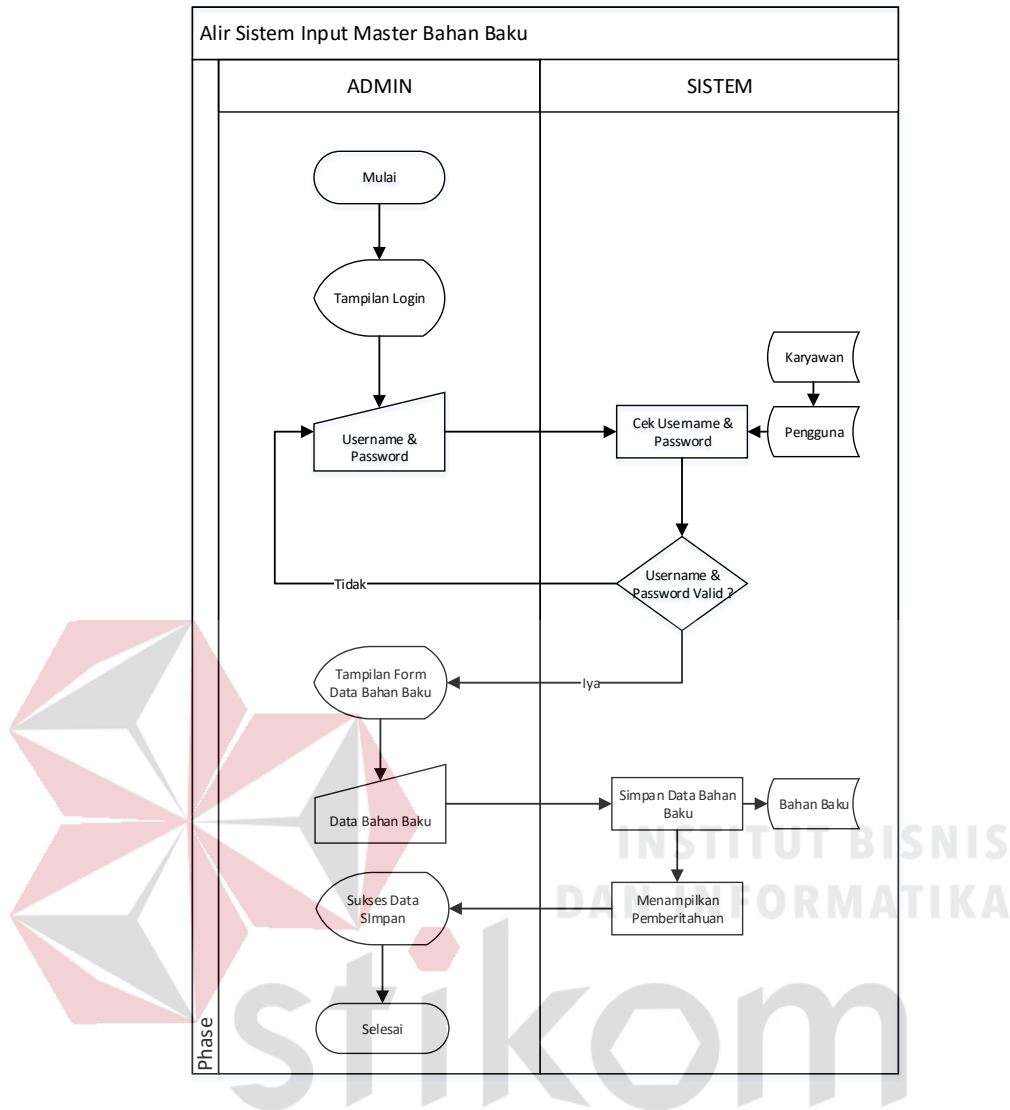 Alir Sistem Input Master Bahan Baku
ADMIN
SISTEM
Mulai
Tampilan Login
Karyawan
Username &
Password
Cek Username &
Password
Pengguna
Username &
Password Valid ?
Tidak
Tampilan Form
Data Bahan Baku
Iya
Data Bahan Baku
Simpan Data Bahan
Baku
Bahan Baku
INSTITUT BISNIS
DAN INFORMATIKA
Sukses Data
SImpan
Menampilkan
Pemberitahuan
Selesai
Phase
stikom